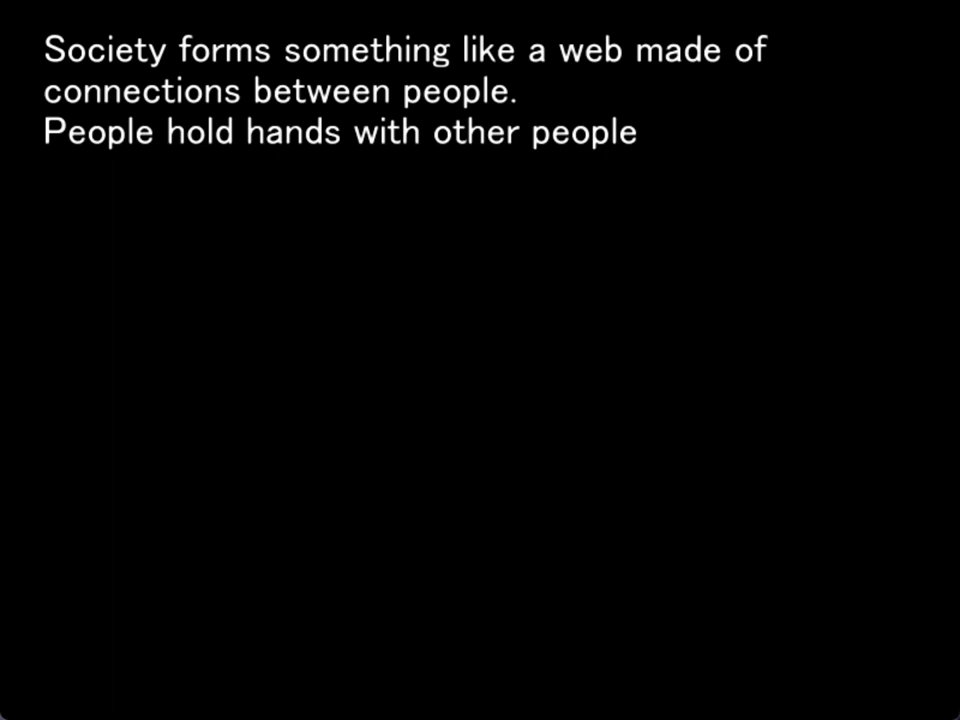 Society forms something like a web made of
connections between people.
People hold hands with other people